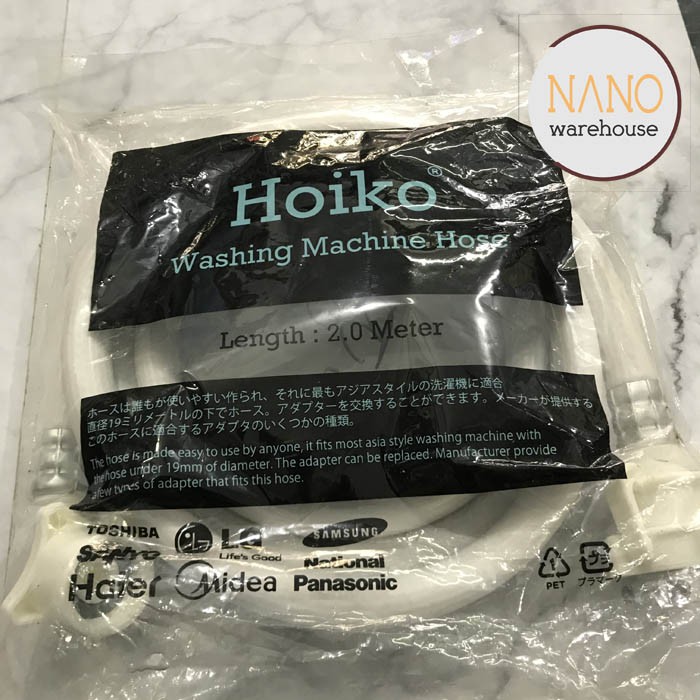 NANO
warehouse
Hoiko®
Washing Machine Hose
Length : 2.0 Meter
ホースは誰もが使いやすい作られ、それに最もアジアスタイルの洗濯機に適合
直径19ミリメートルの下でホース。アダプターを交換することができます。メーカーが提供する
このホースに適合するアダプタのいくつかの種類。
The hose is made easy to use by anyone, it fits most asia style washing machine with
the hose under 19mm of diameter. The adapter can be replaced. Manufacturer provide
a few types of adapter that fits this hose.
TOSHIBA LG SAMSUNG
Life's Good
SANYO National
Haier Midea Panasonic
PET プラマーク